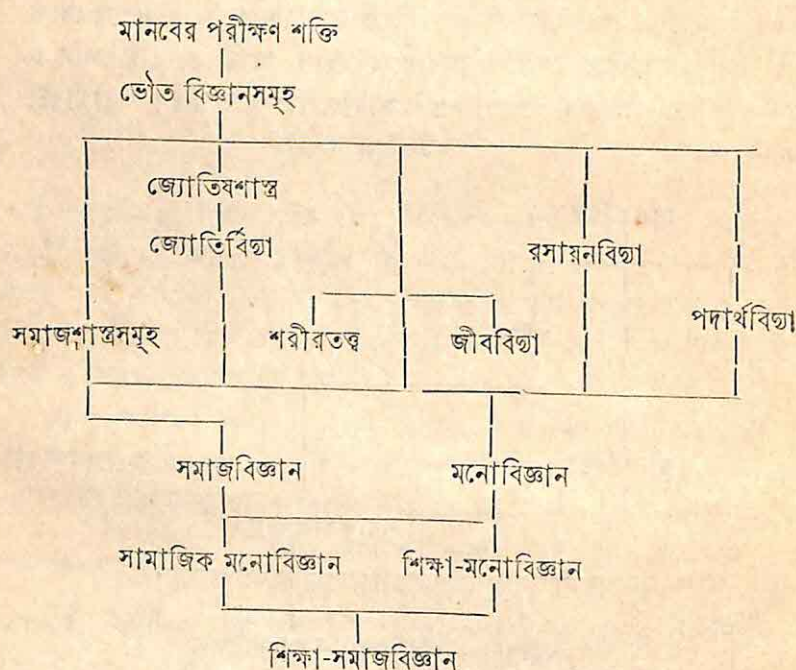 মানবের পরীক্ষণ শক্তি
ভৌত বিজ্ঞানসমূহ
জ্যোতিষশাস্ত্র
জ্যোতির্বিদ্যা রসায়নবিদ্যা
সমাজশাস্ত্রসমূহ শরীরতত্ত্ব জীববিদ্যা পদার্থবিদ্যা
সমাজবিজ্ঞান মনোবিজ্ঞান
সামাজিক মনোবিজ্ঞান শিক্ষা-মনোবিজ্ঞান
শিক্ষা-সমাজবিজ্ঞান